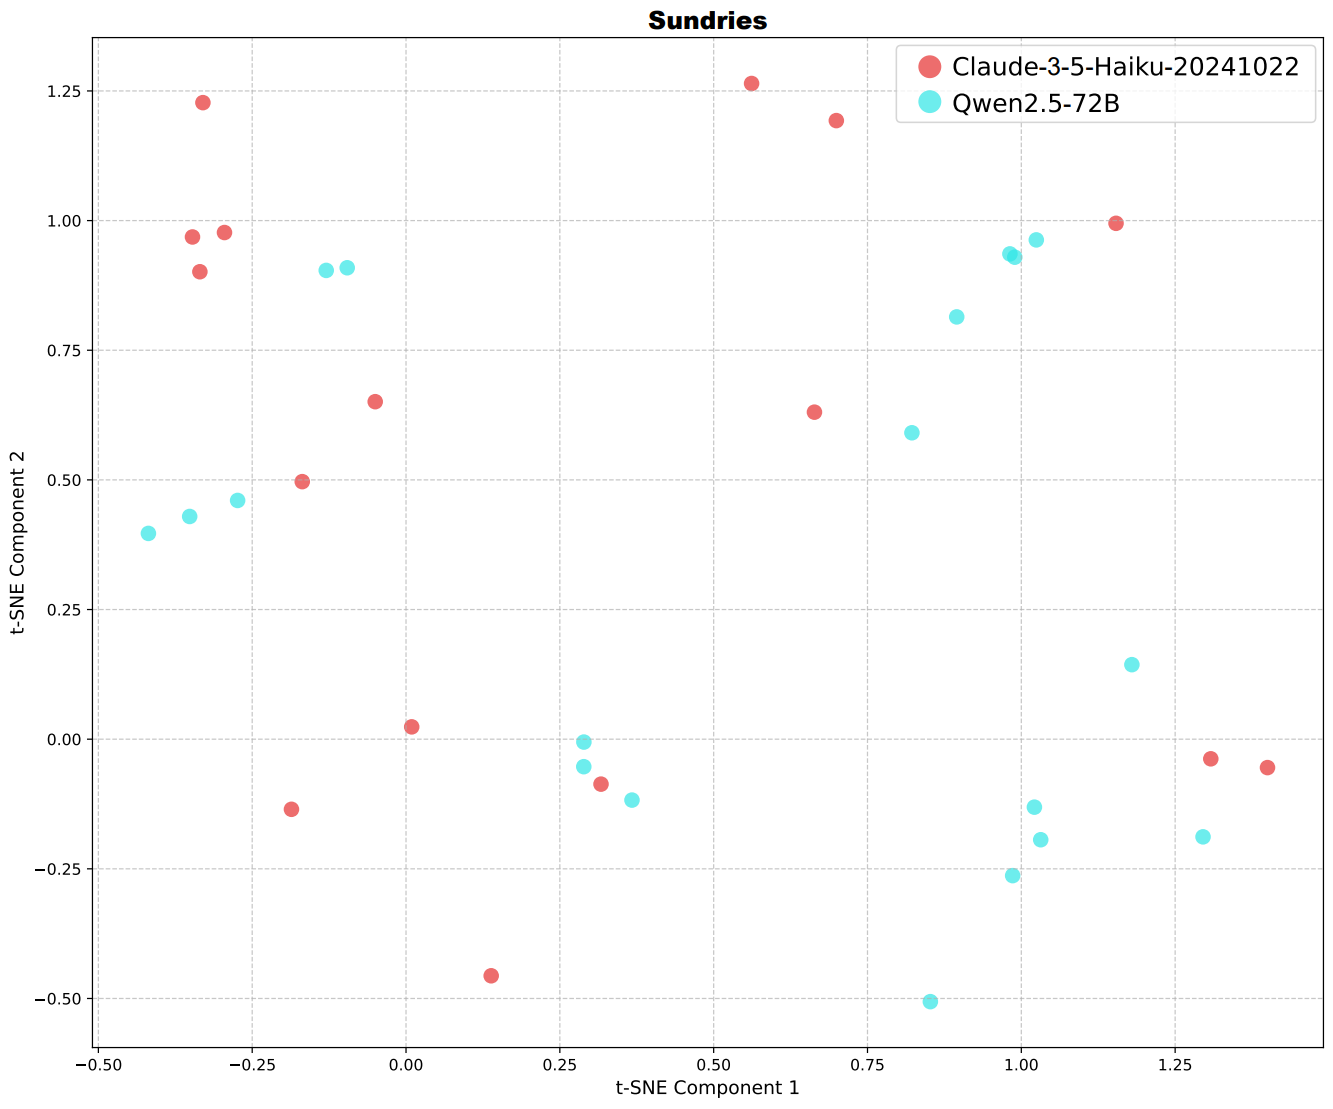 Sundries
Claude-3-5-Haiku-20241022
Qwen2.5-72B
t-SNE Component 2
1.25
1.00
0.75
0.50
0.25
0.00
−0.25
−0.50
−0.50 −0.25 0.00 0.25 0.50 0.75 1.00 1.25
t-SNE Component 1